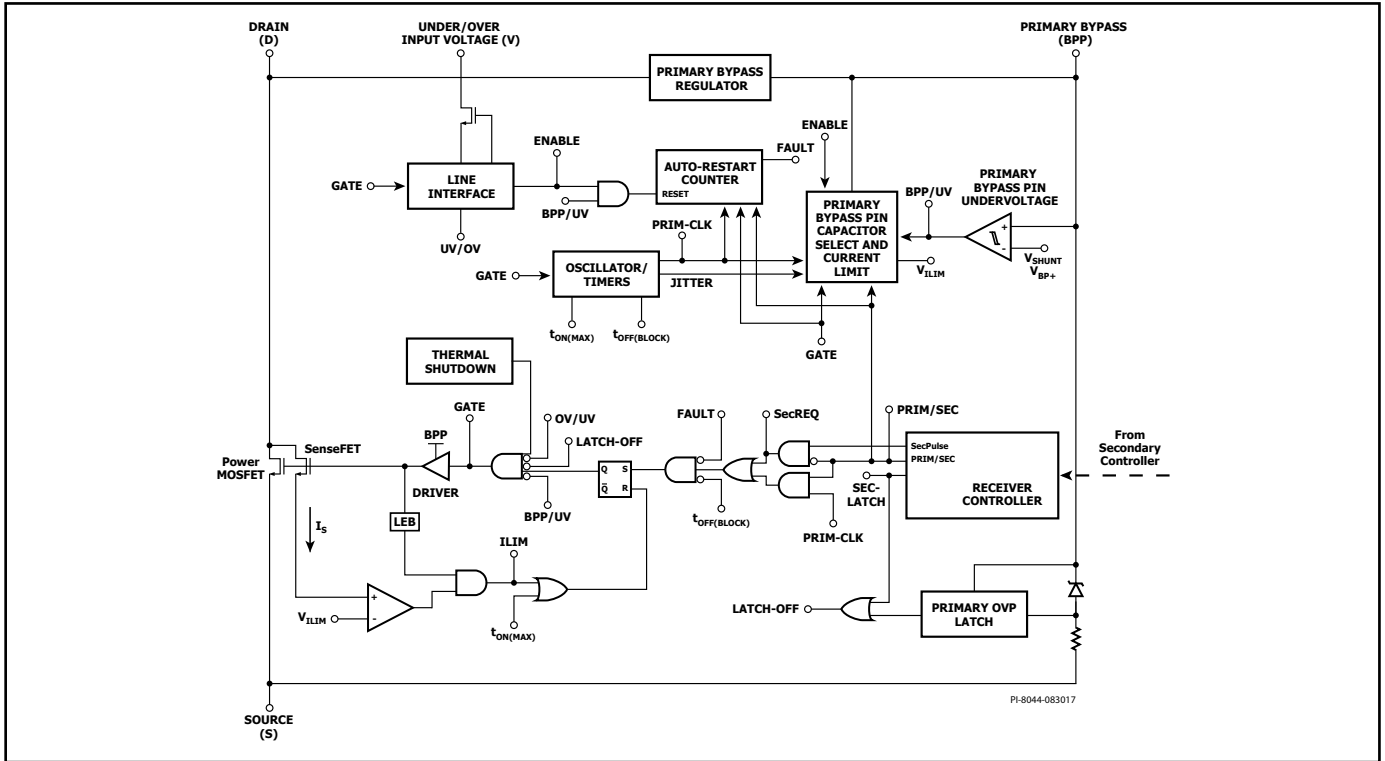 DRAIN
(D)
UNDER/OVER
INPUT VOLTAGE (V)
PRIMARY BYPASS
(BPP)
PRIMARY BYPASS
REGULATOR
ENABLE
ENABLE
FAULT
AUTO-RESTART
COUNTER
RESET
GATE
LINE
INTERFACE
BPP/UV
UV/OV
PRIM-CLK
PRIMARY
BYPASS PIN
CAPACITOR
SELECT AND
CURRENT
LIMIT
BPP/UV
PRIMARY
BYPASS PIN
UNDERVOLTAGE
+
-
VSHUNT
VBP+
VILIM
GATE
OSCILLATOR/
TIMERS
JITTER
tON(MAX)
tOFF(BLOCK)
GATE
THERMAL
SHUTDOWN
GATE
OV/UV
LATCH-OFF
FAULT
SecREQ
PRIM/SEC
From
Secondary
Controller
SenseFET
Power
MOSFET
BPP
DRIVER
BPP/UV
Q
S
Q̅
R
tOFF(BLOCK)
PRIM-CLK
SecPulse
PRIM/SEC
SEC-
LATCH
RECEIVER
CONTROLLER
LEB
IS
ILIM
+
-
VILIM
tON(MAX)
LATCH-OFF
PRIMARY OVP
LATCH
SOURCE
(S)
PI-8044-083017